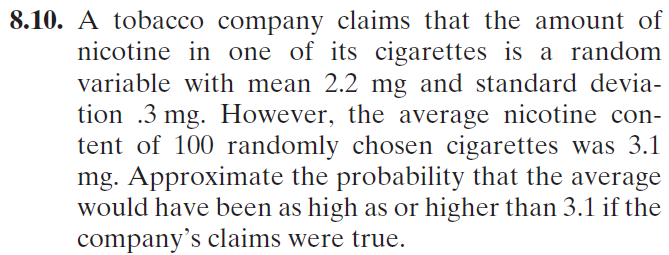 8.10. A tobacco company claims that the amount of
nicotine in one of its cigarettes is a random
variable with mean 2.2 mg and standard devia-
tion .3 mg. However, the average nicotine con-
tent of 100 randomly chosen cigarettes was 3.1
mg. Approximate the probability that the average
would have been as high as or higher than 3.1 if the
company's claims were true.